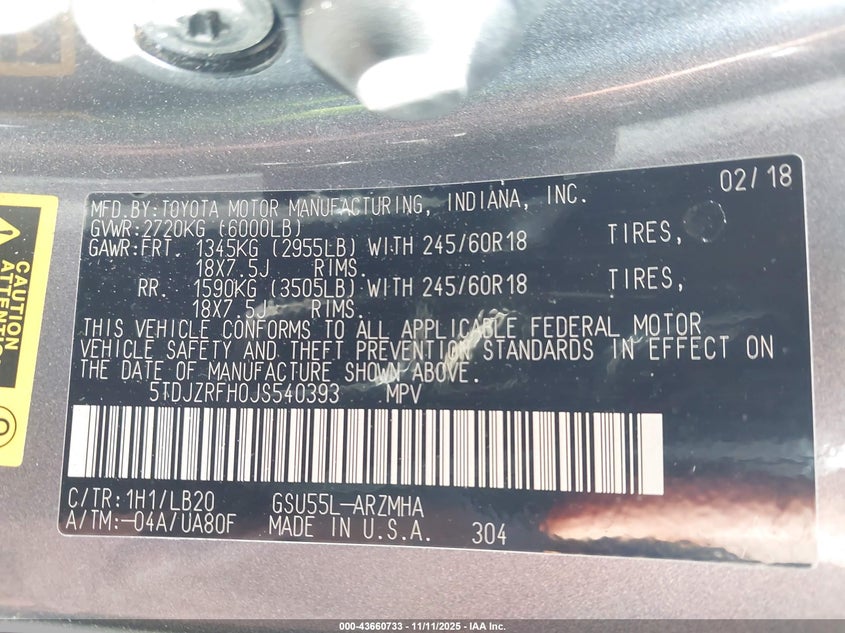 02/18
MFD.BY:TOYOTA MOTOR MANUFACTURING, INDIANA, INC.
GVWR:2720KG (6000LB)
GAWR:FRT. 1345KG (2955LB) WITH 245/60R18 TIRES,
18X7.5J RIMS.
RR. 1590KG (3505LB) WITH 245/60R18 TIRES,
18X7.5J RIMS.
THIS VEHICLE CONFORMS TO ALL APPLICABLE FEDERAL MOTOR
VEHICLE SAFETY AND THEFT PREVENTION STANDARDS IN EFFECT ON
THE DATE OF MANUFACTURE SHOWN ABOVE.
5TDJZRFH0JS540393 MPV
C/TR:1H1/LB20 GSU55L-ARZMHA
A/TM:-04A/UA80F MADE IN U.S.A. 304
CAUTION
ATTENTION
000-43660733 - 11/11/2025 - IAA Inc.